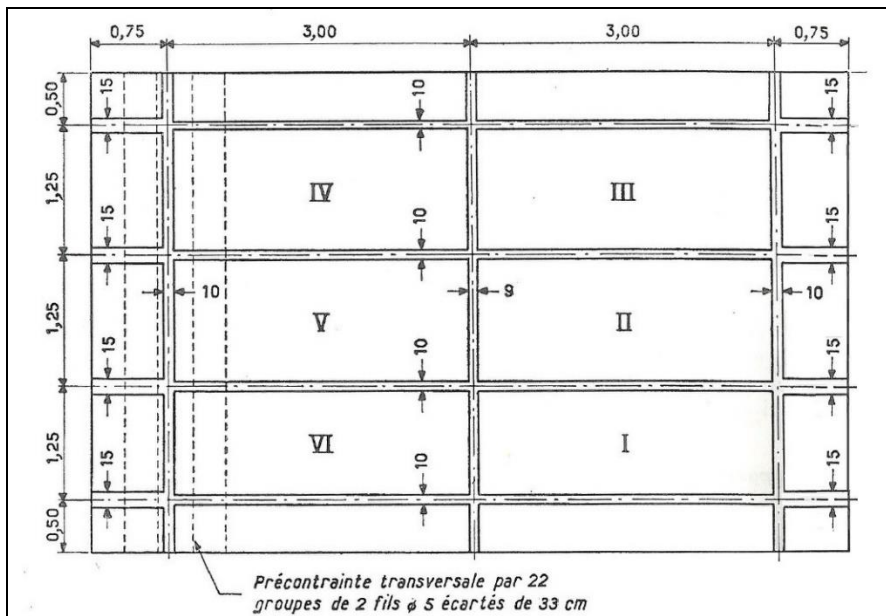 0,75 3,00 3,00 0,75
0,50 15 10 15
1,25 IV III
15 10 15
1,25 10 V 9 II 10
15 10 15
1,25 VI I
15 10 15
0,50
Précontrainte transversale par 22
groupes de 2 fils ø 5 écartés de 33 cm